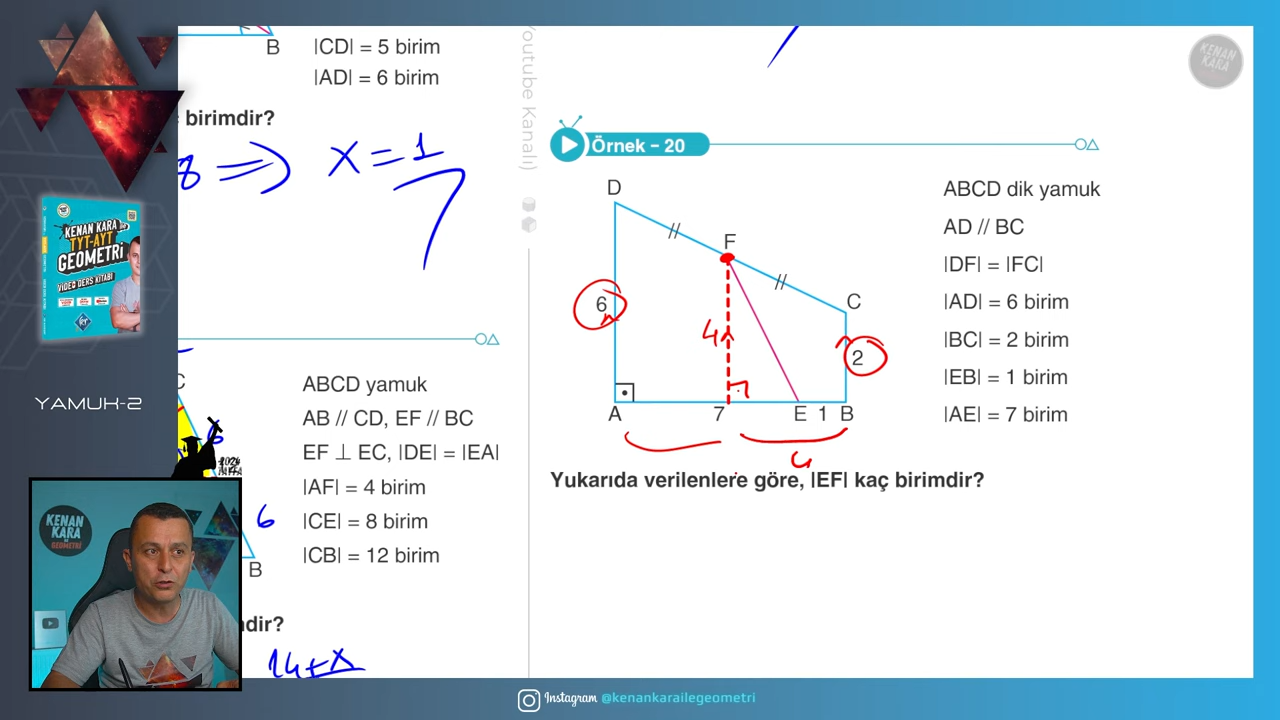 B
|CD| = 5 birim
|AD| = 6 birim
birimdir?
8 ⇒ x = 1
KENAN KARA
TYT-AYT
GEOMETRİ
VİDEO DERS KİTABI
YAMUK-2
C
6
ABCD yamuk
AB // CD, EF // BC
EF ⊥ EC, |DE| = |EA|
|AF| = 4 birim
|CE| = 8 birim
|CB| = 12 birim
6
B
dir?
14+x
KENAN
KARA
GEOMETRİ
Youtube Kanalı)
KENAN
KARA
Örnek – 20
D
F
C
6
4
2
A
7
E
1
B
4
ABCD dik yamuk
AD // BC
|DF| = |FC|
|AD| = 6 birim
|BC| = 2 birim
|EB| = 1 birim
|AE| = 7 birim
Yukarıda verilenlere göre, |EF| kaç birimdir?
Instagram @kenankarailegeometri